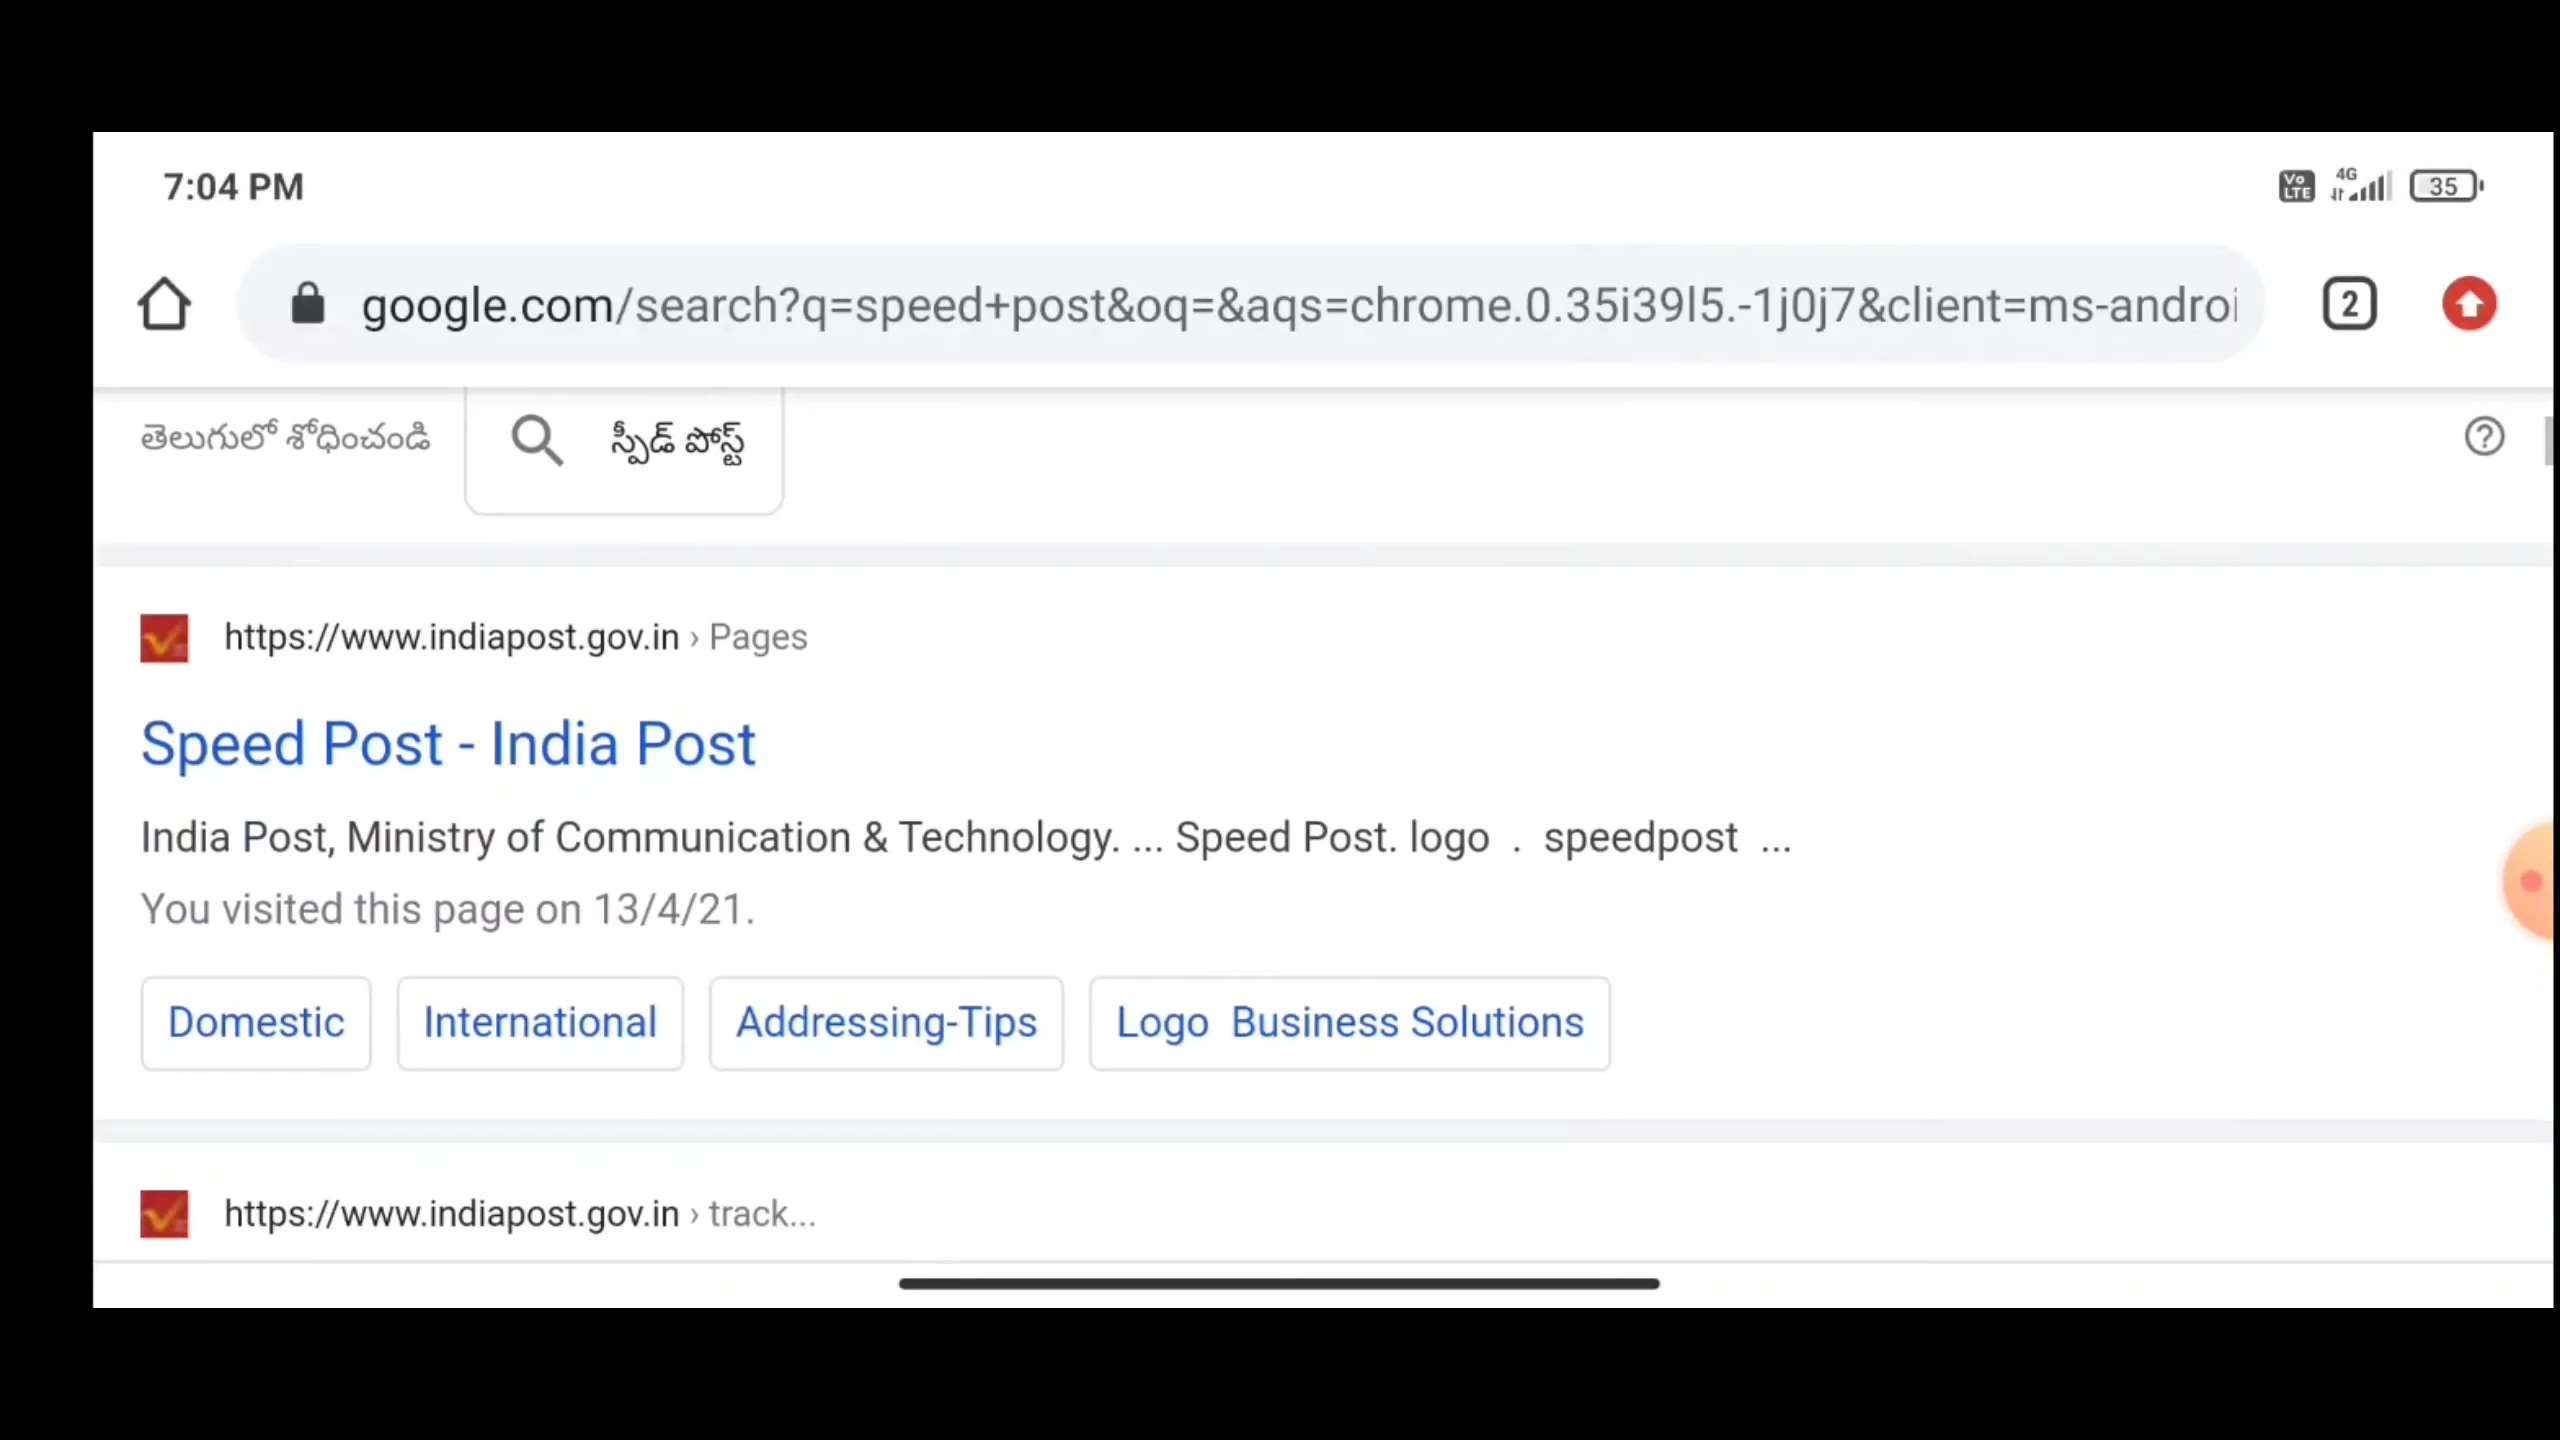 7:04 PM
Vo LTE 4G 35
google.com/search?q=speed+post&oq=&aqs=chrome.0.35i39l5.-1j0j7&client=ms-androi
2
తెలుగులో శోధించండి
స్పీడ్ పోస్ట్
https://www.indiapost.gov.in › Pages
Speed Post - India Post
India Post, Ministry of Communication & Technology. ... Speed Post. logo . speedpost ...
You visited this page on 13/4/21.
Domestic
International
Addressing-Tips
Logo Business Solutions
https://www.indiapost.gov.in › track...